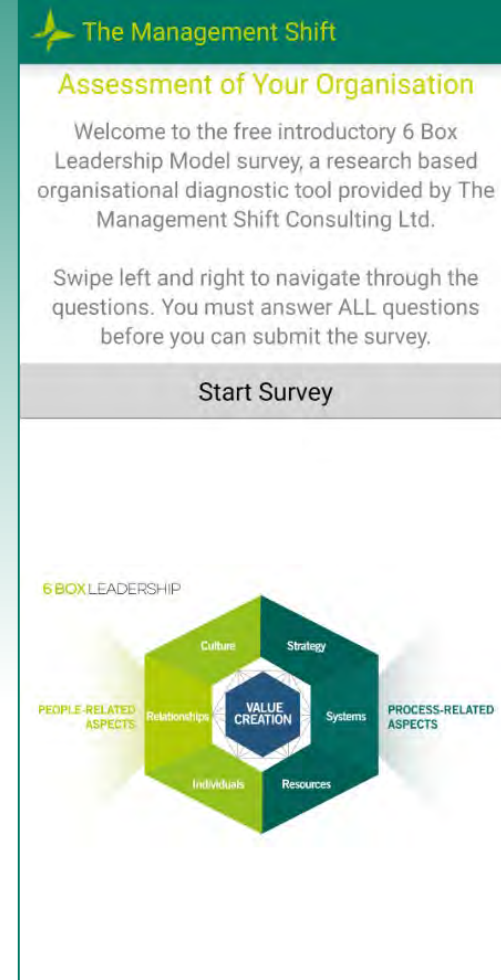 The Management Shift
Assessment of Your Organisation
Welcome to the free introductory 6 Box
Leadership Model survey, a research based
organisational diagnostic tool provided by The
Management Shift Consulting Ltd.
Swipe left and right to navigate through the
questions. You must answer ALL questions
before you can submit the survey.
Start Survey
6 BOX LEADERSHIP
Culture
Strategy
PEOPLE-RELATED
ASPECTS
Relationships
VALUE
CREATION
Systems
PROCESS-RELATED
ASPECTS
Individuals
Resources